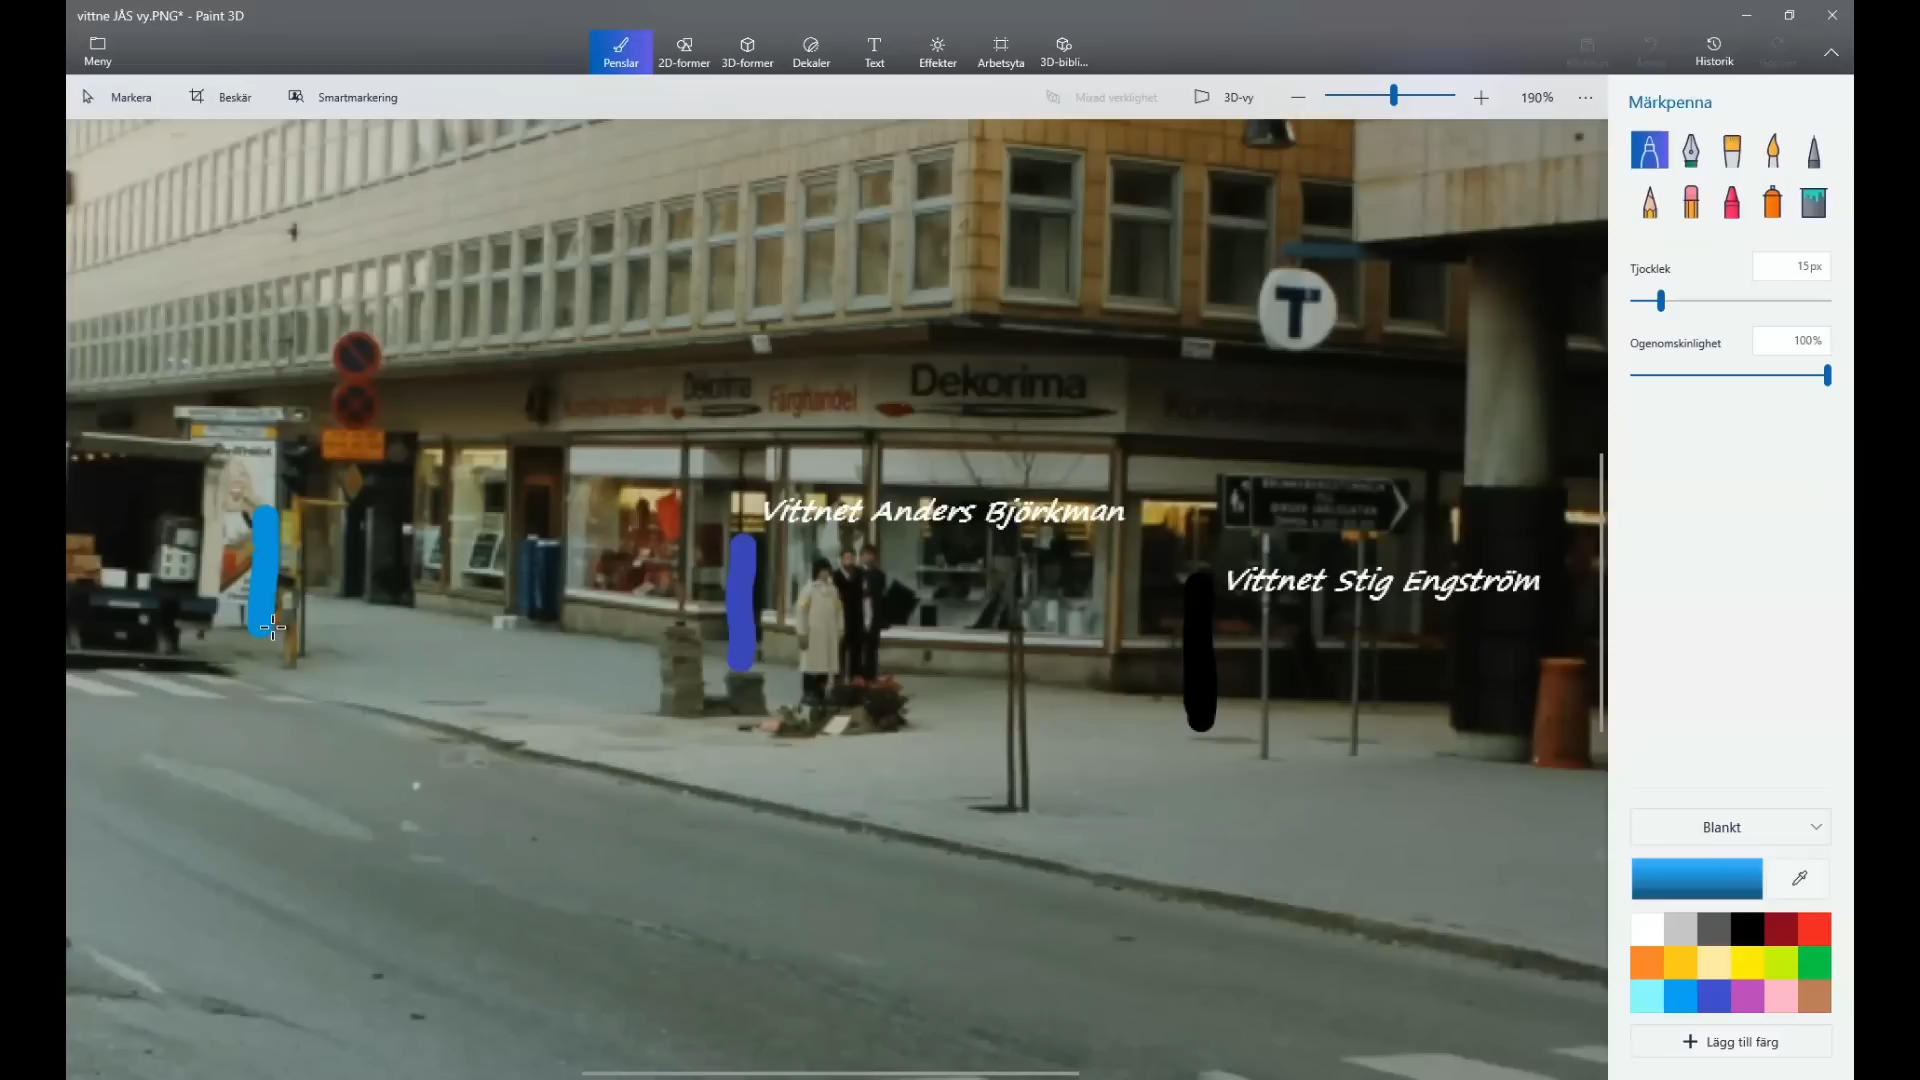 vittne JÅS vy.PNG* - Paint 3D
Meny
Penslar
2D-former
3D-former
Dekaler
Text
Effekter
Arbetsyta
3D-bibli...
Historik
Markera
Beskär
Smartmarkering
Mixad verklighet
3D-vy
190%
Märkpenna
Tjocklek
15px
Ogenomskinlighet
100%
T
Dekorima
Färghandel
Dekorima
Vittnet Anders Björkman
Vittnet Stig Engström
Blankt
Lägg till färg